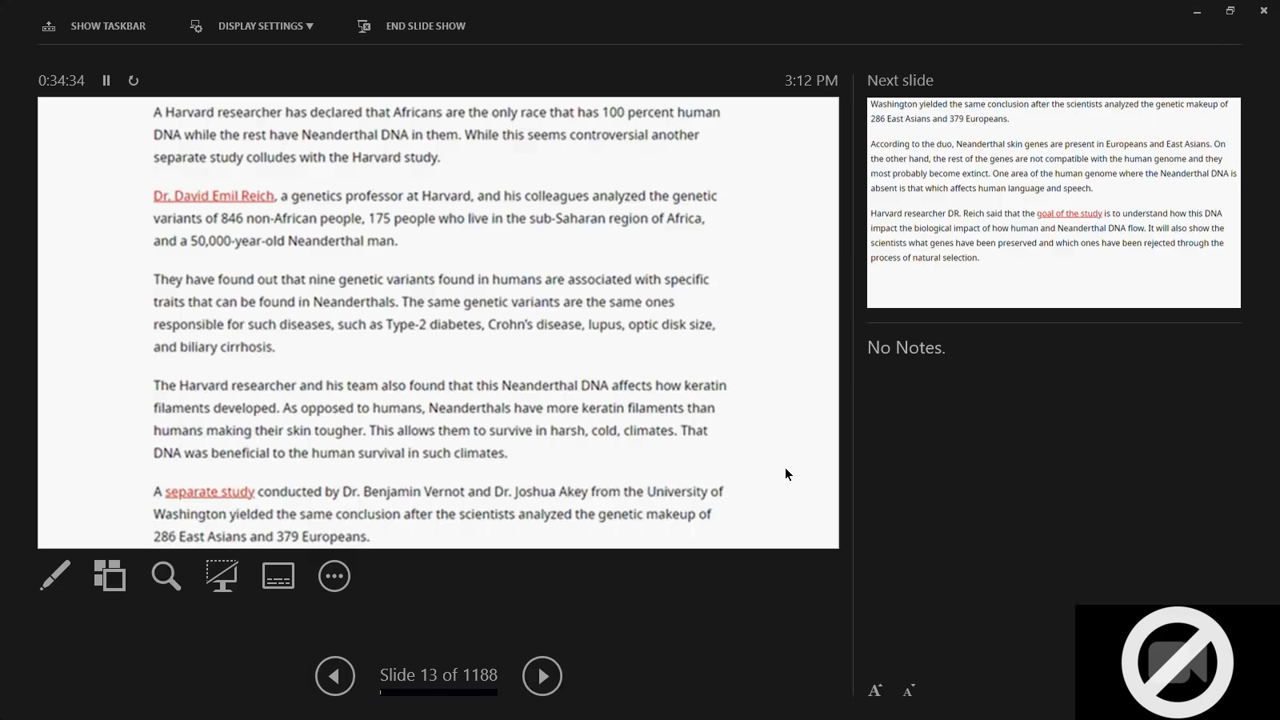 SHOW TASKBAR
DISPLAY SETTINGS ▼
END SLIDE SHOW
0:34:34
3:12 PM
A Harvard researcher has declared that Africans are the only race that has 100 percent human
DNA while the rest have Neanderthal DNA in them. While this seems controversial another
separate study colludes with the Harvard study.
Dr. David Emil Reich, a genetics professor at Harvard, and his colleagues analyzed the genetic
variants of 846 non-African people, 175 people who live in the sub-Saharan region of Africa,
and a 50,000-year-old Neanderthal man.
They have found out that nine genetic variants found in humans are associated with specific
traits that can be found in Neanderthals. The same genetic variants are the same ones
responsible for such diseases, such as Type-2 diabetes, Crohn's disease, lupus, optic disk size,
and biliary cirrhosis.
The Harvard researcher and his team also found that this Neanderthal DNA affects how keratin
filaments developed. As opposed to humans, Neanderthals have more keratin filaments than
humans making their skin tougher. This allows them to survive in harsh, cold, climates. That
DNA was beneficial to the human survival in such climates.
A separate study conducted by Dr. Benjamin Vernot and Dr. Joshua Akey from the University of
Washington yielded the same conclusion after the scientists analyzed the genetic makeup of
286 East Asians and 379 Europeans.
Slide 13 of 1188
Next slide
Washington yielded the same conclusion after the scientists analyzed the genetic makeup of
286 East Asians and 379 Europeans.
According to the duo, Neanderthal skin genes are present in Europeans and East Asians. On
the other hand, the rest of the genes are not compatible with the human genome and they
most probably become extinct. One area of the human genome where the Neanderthal DNA is
absent is that which affects human language and speech.
Harvard researcher DR. Reich said that the goal of the study is to understand how this DNA
impact the biological impact of how human and Neanderthal DNA flow. It will also show the
scientists what genes have been preserved and which ones have been rejected through the
process of natural selection.
No Notes.
A A